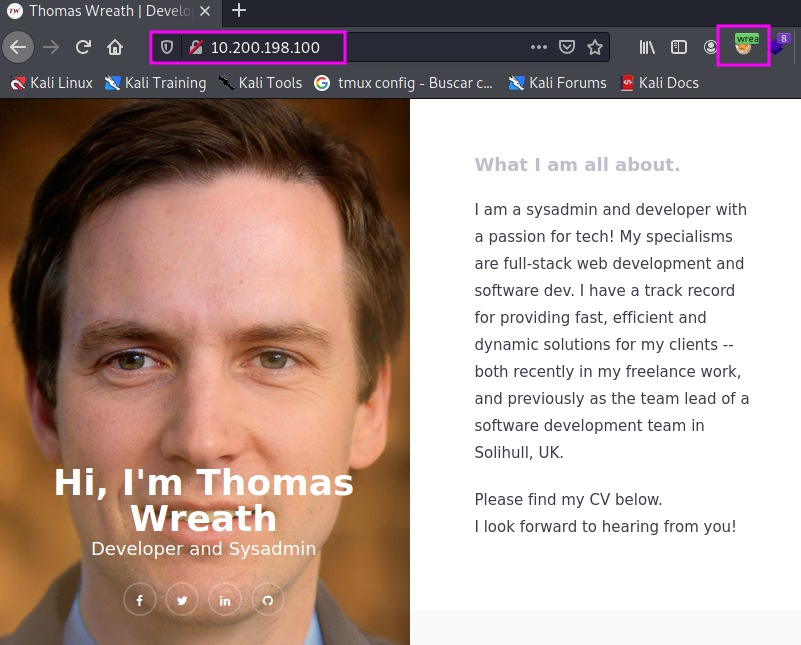 TW Thomas Wreath | Develo
10.200.198.100
wrea
8
Kali Linux Kali Training Kali Tools tmux config - Buscar c... Kali Forums Kali Docs
What I am all about.
I am a sysadmin and developer with
a passion for tech! My specialisms
are full-stack web development and
software dev. I have a track record
for providing fast, efficient and
dynamic solutions for my clients --
both recently in my freelance work,
and previously as the team lead of a
software development team in
Solihull, UK.
Please find my CV below.
I look forward to hearing from you!
Hi, I'm Thomas
Wreath
Developer and Sysadmin